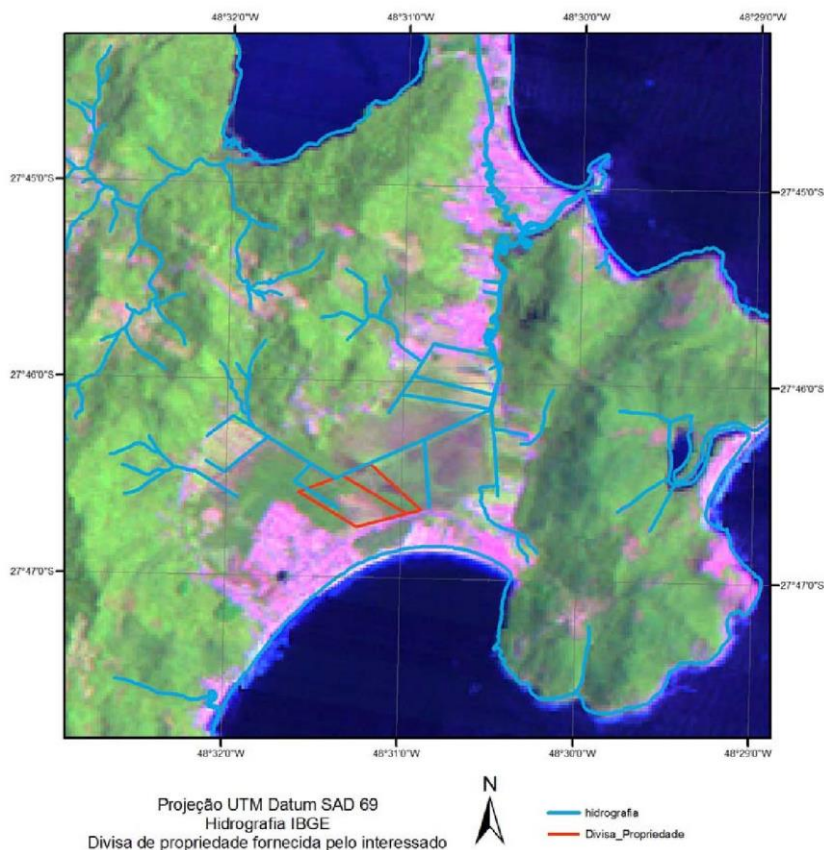 48°32'0"W 48°31'0"W 48°30'0"W 48°29'0"W
27°45'0"S 27°45'0"S
27°46'0"S 27°46'0"S
27°47'0"S 27°47'0"S
48°32'0"W 48°31'0"W 48°30'0"W 48°29'0"W
Projeção UTM Datum SAD 69
Hidrografia IBGE
Divisa de propriedade fornecida pelo interessado
N
hidrografia
Divisa_Propriedade